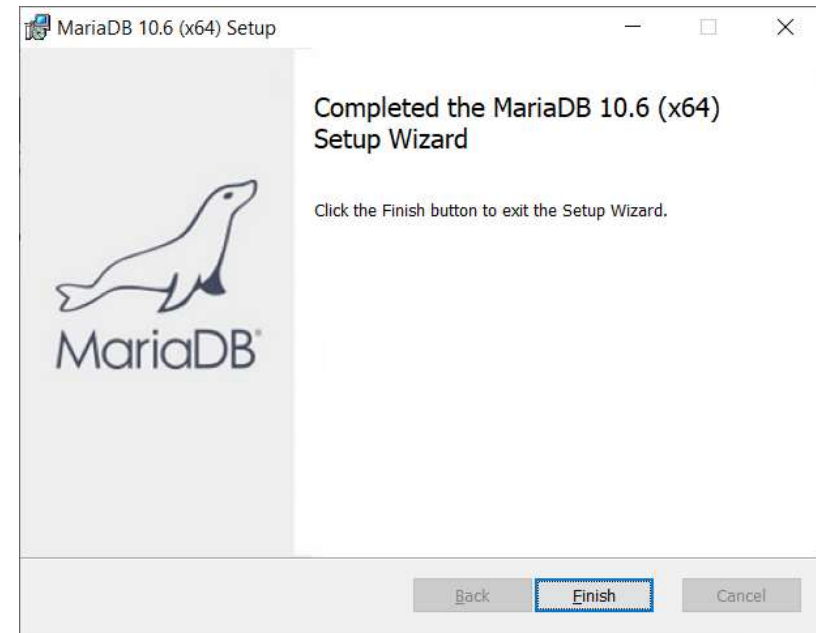 MariaDB 10.6 (x64) Setup
Completed the MariaDB 10.6 (x64)
Setup Wizard
Click the Finish button to exit the Setup Wizard.
MariaDB®
Back
Finish
Cancel